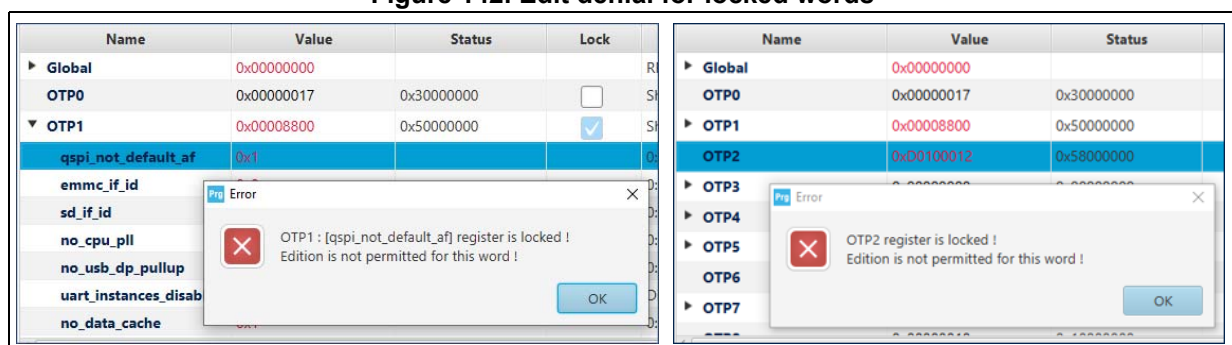 Figure 142. Edit denial for locked words
Name Value Status Lock
Global 0x00000000
OTP0 0x00000017 0x30000000
OTP1 0x00008800 0x50000000
qspi_not_default_af 0x1
emmc_if_id
sd_if_id
no_cpu_pll
no_usb_dp_pullup
uart_instances_disab
no_data_cache
Prg Error
OTP1 : [qspi_not_default_af] register is locked !
Edition is not permitted for this word !
OK
Name Value Status
Global 0x00000000
OTP0 0x00000017 0x30000000
OTP1 0x00008800 0x50000000
OTP2 0xD0100012 0x58000000
OTP3
OTP4
OTP5
OTP6
OTP7
Prg Error
OTP2 register is locked !
Edition is not permitted for this word !
OK